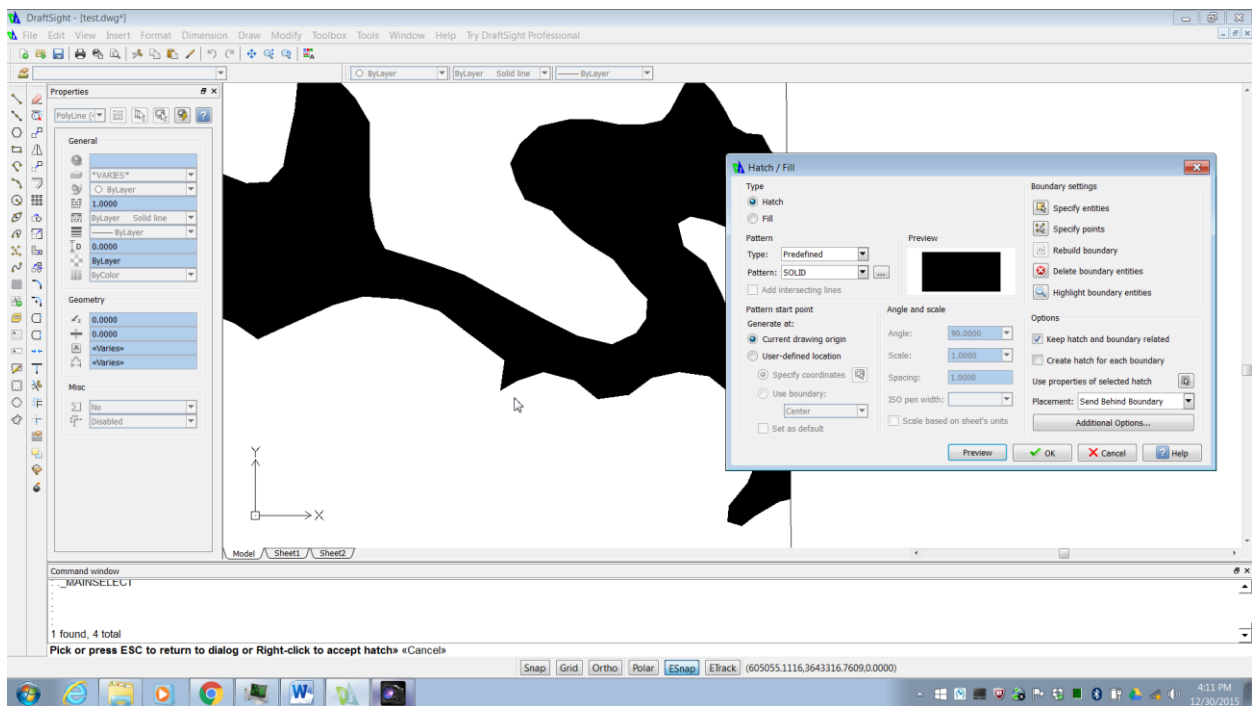 DraftSight - [test.dwg*]
File Edit View Insert Format Dimension Draw Modify Toolbox Tools Window Help Try DraftSight Professional
ByLayer ByLayer Solid line ByLayer
Properties
PolyLine
General
*VARIES*
ByLayer
1.0000
ByLayer Solid line
ByLayer
0.0000
ByLayer
ByColor
Geometry
0.0000
0.0000
«Varies»
«Varies»
Misc
No
Disabled
Y
X
Model Sheet1 Sheet2
Hatch / Fill
Type
Hatch
Fill
Pattern
Type: Predefined
Pattern: SOLID ...
Add intersecting lines
Preview
Pattern start point
Generate at:
Current drawing origin
User-defined location
Specify coordinates
Use boundary:
Center
Set as default
Angle and scale
Angle: 90.0000
Scale: 1.0000
Spacing: 1.0000
ISO pen width:
Scale based on sheet's units
Boundary settings
Specify entities
Specify points
Rebuild boundary
Delete boundary entities
Highlight boundary entities
Options
Keep hatch and boundary related
Create hatch for each boundary
Use properties of selected hatch
Placement: Send Behind Boundary
Additional Options...
Preview OK Cancel Help
Command window
: ._MAINSELECT
:
:
:
1 found, 4 total
Pick or press ESC to return to dialog or Right-click to accept hatch» «Cancel»
Snap Grid Ortho Polar ESnap ETrack (605055.1116,3643316.7609,0.0000)
4:11 PM
12/30/2015